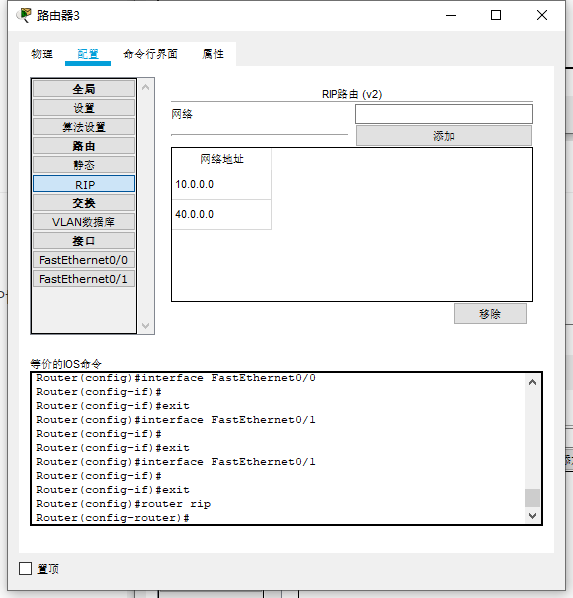 路由器3
物理 配置 命令行界面 属性
全局
设置
算法设置
路由
静态
RIP
交换
VLAN数据库
接口
FastEthernet0/0
FastEthernet0/1
RIP路由 (v2)
网络
添加
网络地址
10.0.0.0
40.0.0.0
移除
等价的IOS命令
Router(config)#interface FastEthernet0/0
Router(config-if)#
Router(config-if)#exit
Router(config)#interface FastEthernet0/1
Router(config-if)#
Router(config-if)#exit
Router(config)#interface FastEthernet0/1
Router(config-if)#
Router(config-if)#exit
Router(config)#router rip
Router(config-router)#
置顶